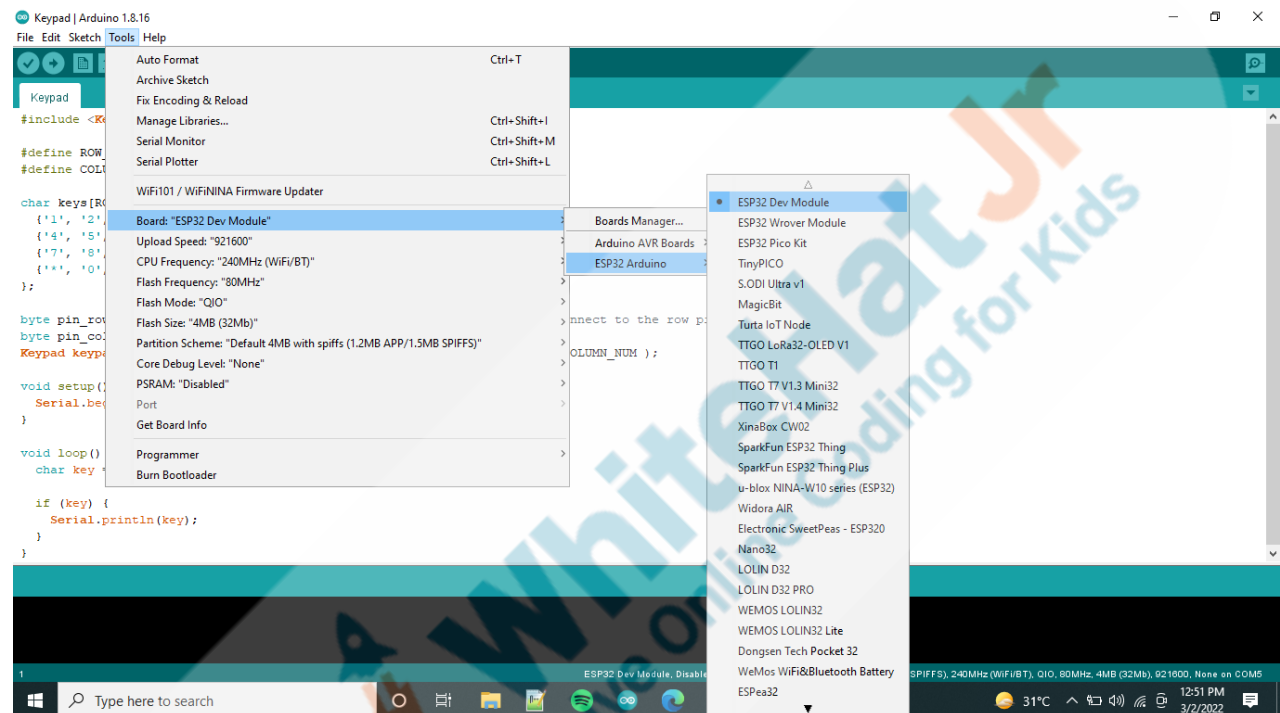 Keypad | Arduino 1.8.16
File Edit Sketch Tools Help
Keypad
#include <Ke
#define ROW_
#define COLU
char keys[RO
{'1', '2',
{'4', '5',
{'7', '8',
{'*', '0',
};
byte pin_row
nnect to the row pi
byte pin_col
Keypad keypa
OLUMN_NUM );
void setup()
Serial.beg
}
void loop()
char key =
if (key) {
Serial.println(key);
}
}
Auto Format Ctrl+T
Archive Sketch
Fix Encoding & Reload
Manage Libraries... Ctrl+Shift+I
Serial Monitor Ctrl+Shift+M
Serial Plotter Ctrl+Shift+L
WiFi101 / WiFiNINA Firmware Updater
Board: "ESP32 Dev Module"
Upload Speed: "921600"
CPU Frequency: "240MHz (WiFi/BT)"
Flash Frequency: "80MHz"
Flash Mode: "QIO"
Flash Size: "4MB (32Mb)"
Partition Scheme: "Default 4MB with spiffs (1.2MB APP/1.5MB SPIFFS)"
Core Debug Level: "None"
PSRAM: "Disabled"
Port
Get Board Info
Programmer
Burn Bootloader
Boards Manager...
Arduino AVR Boards
ESP32 Arduino
ESP32 Dev Module
ESP32 Wrover Module
ESP32 Pico Kit
TinyPICO
S.ODI Ultra v1
MagicBit
Turta IoT Node
TTGO LoRa32-OLED V1
TTGO T1
TTGO T7 V1.3 Mini32
TTGO T7 V1.4 Mini32
XinaBox CW02
SparkFun ESP32 Thing
SparkFun ESP32 Thing Plus
u-blox NINA-W10 series (ESP32)
Widora AIR
Electronic SweetPeas - ESP320
Nano32
LOLIN D32
LOLIN D32 PRO
WEMOS LOLIN32
WEMOS LOLIN32 Lite
Dongsen Tech Pocket 32
WeMos WiFi&Bluetooth Battery
ESPea32
1
ESP32 Dev Module, Disable
SPIFFS), 240MHz (WiFi/BT), QIO, 80MHz, 4MB (32Mb), 921600, None on COM5
Type here to search
31°C
12:51 PM
3/2/2022
WhiteHat Jr
Live Online Coding for Kids